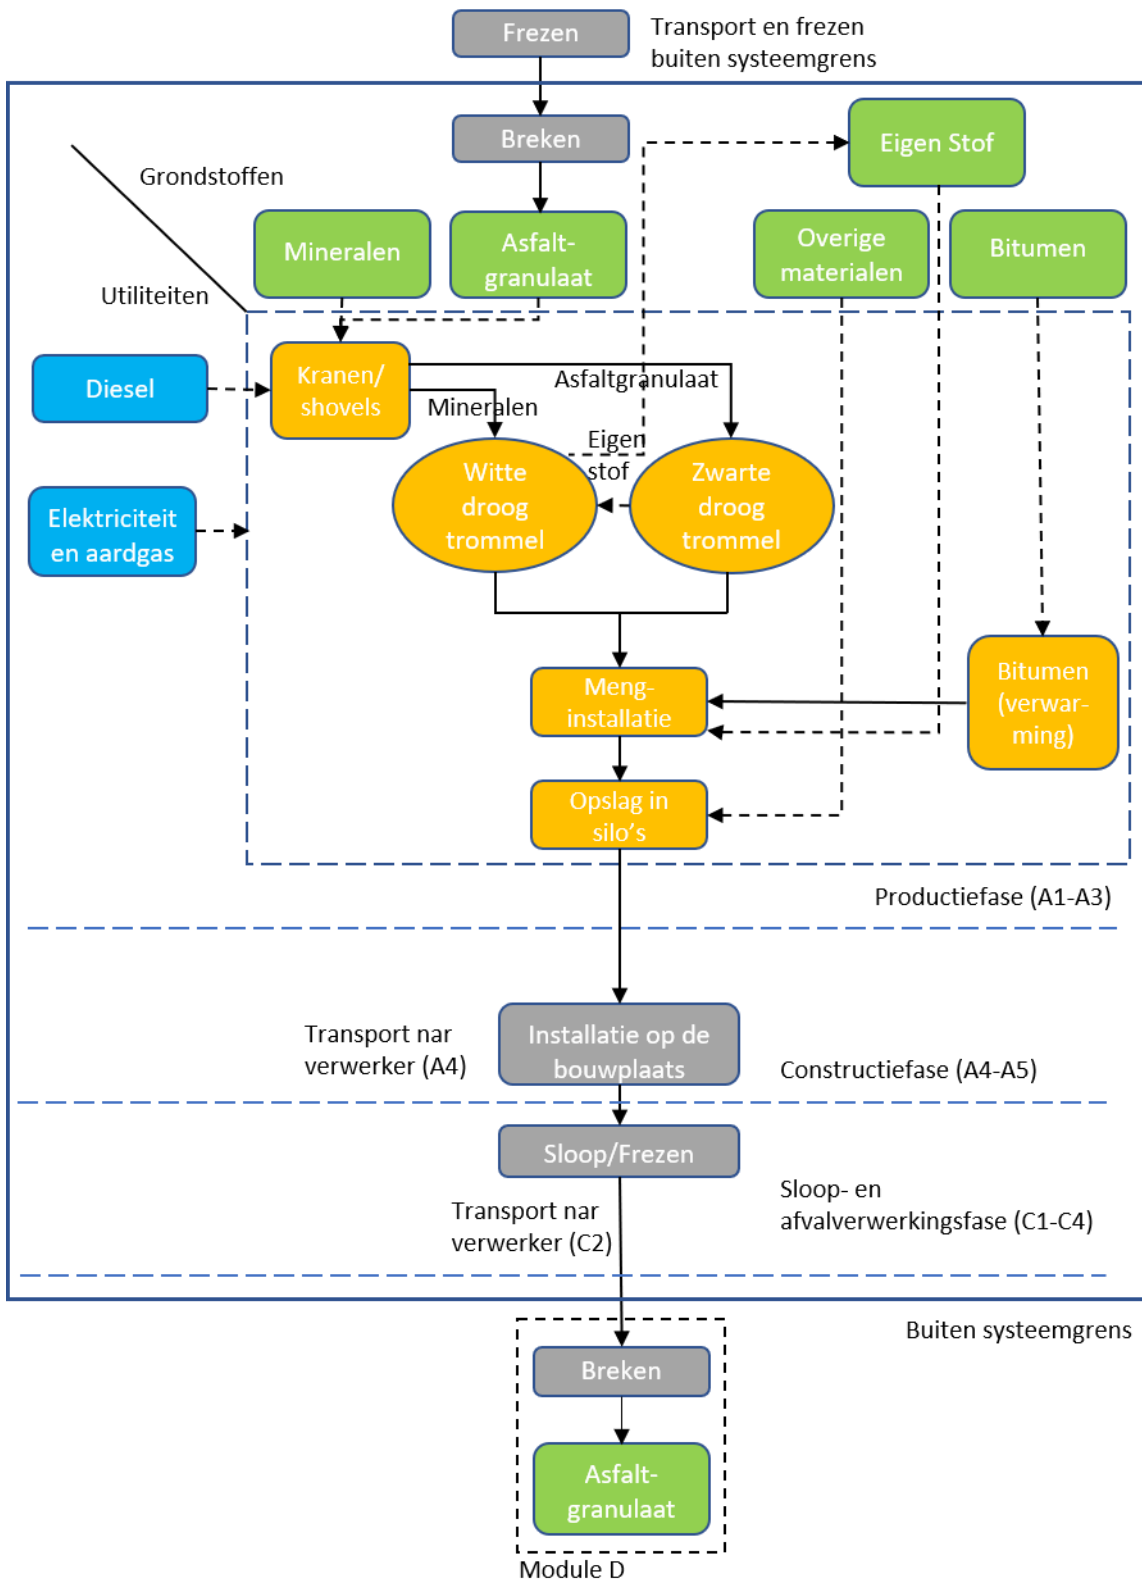 Frezen
Transport en frezen
buiten systeemgrens
Breken
Eigen Stof
Grondstoffen
Mineralen
Asfalt-
granulaat
Overige
materialen
Bitumen
Utiliteiten
Diesel
Kranen/
shovels
Asfaltgranulaat
Mineralen
Eigen
stof
Witte
droog
trommel
Zwarte
droog
trommel
Elektriciteit
en aardgas
Meng-
installatie
Bitumen
(verwar-
ming)
Opslag in
silo's
Productiefase (A1-A3)
Transport nar
verwerker (A4)
Installatie op de
bouwplaats
Constructiefase (A4-A5)
Sloop/Frezen
Transport nar
verwerker (C2)
Sloop- en
afvalverwerkingsfase (C1-C4)
Buiten systeemgrens
Breken
Asfalt-
granulaat
Module D